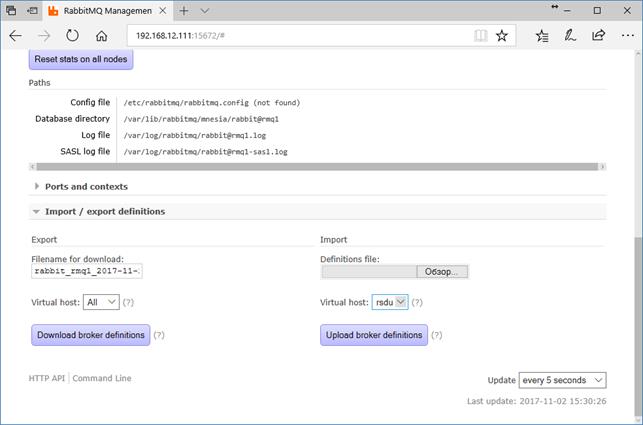 RabbitMQ Management
192.168.12.111:15672/#
Reset stats on all nodes
Paths
Config file /etc/rabbitmq/rabbitmq.config (not found)
Database directory /var/lib/rabbitmq/mnesia/rabbit@rmq1
Log file /var/log/rabbitmq/rabbit@rmq1.log
SASL log file /var/log/rabbitmq/rabbit@rmq1-sasl.log
Ports and contexts
Import / export definitions
Export Import
Filename for download: Definitions file:
rabbit_rmq1_2017-11- Обзор...
Virtual host: All (?) Virtual host: rsdu (?)
Download broker definitions (?) Upload broker definitions (?)
HTTP API Command Line Update every 5 seconds
Last update: 2017-11-02 15:30:26